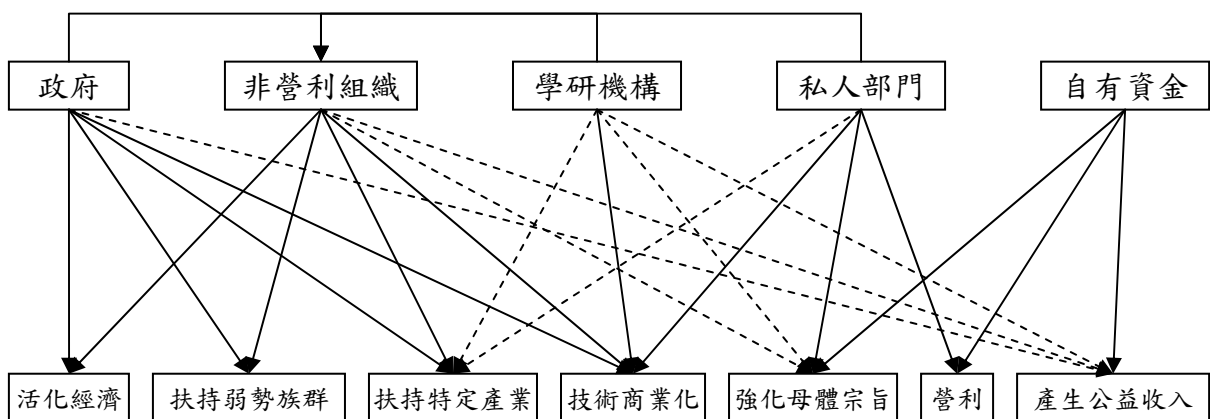 政府
非營利組織
學研機構
私人部門
自有資金
活化經濟
扶持弱勢族群
扶持特定產業
技術商業化
強化母體宗旨
營利
產生公益收入